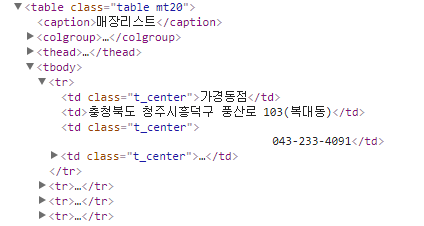 ▼<table class="table mt20">
<caption>매장리스트</caption>
▶<colgroup>…</colgroup>
▶<thead>…</thead>
▼<tbody>
▼<tr>
<td class="t_center">가경동점</td>
<td>충청북도 청주시흥덕구 풍산로 103(복대동)</td>
<td class="t_center">
043-233-4091</td>
▶<td class="t_center">…</td>
</tr>
▶<tr>…</tr>
▶<tr>…</tr>
▶<tr>…</tr>